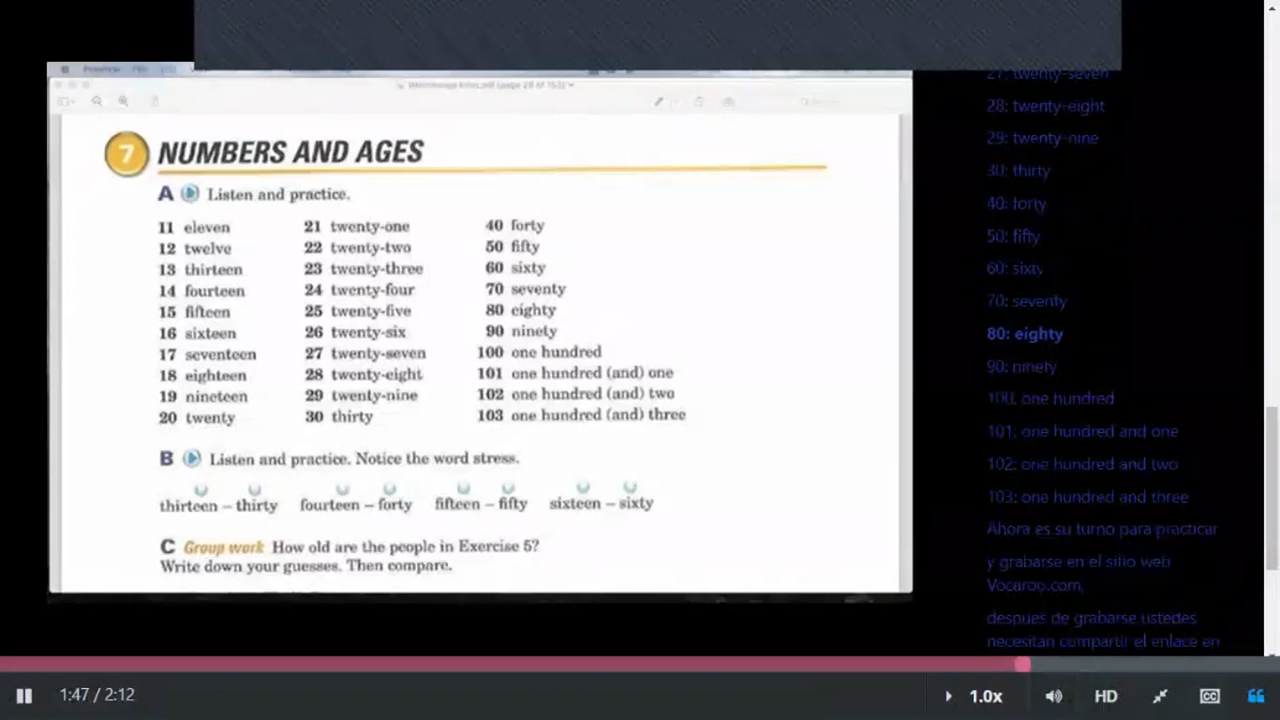 7 NUMBERS AND AGES
A Listen and practice.
11 eleven 21 twenty-one 40 forty
12 twelve 22 twenty-two 50 fifty
13 thirteen 23 twenty-three 60 sixty
14 fourteen 24 twenty-four 70 seventy
15 fifteen 25 twenty-five 80 eighty
16 sixteen 26 twenty-six 90 ninety
17 seventeen 27 twenty-seven 100 one hundred
18 eighteen 28 twenty-eight 101 one hundred (and) one
19 nineteen 29 twenty-nine 102 one hundred (and) two
20 twenty 30 thirty 103 one hundred (and) three
B Listen and practice. Notice the word stress.
thirteen – thirty fourteen – forty fifteen – fifty sixteen – sixty
C Group work How old are the people in Exercise 5?
Write down your guesses. Then compare.
27: twenty-seven
28: twenty-eight
29: twenty-nine
30: thirty
40: forty
50: fifty
60: sixty
70: seventy
80: eighty
90: ninety
100: one hundred
101: one hundred and one
102: one hundred and two
103: one hundred and three
Ahora es su turno para practicar
y grabarse en el sitio web
Vocaroo.com,
despues de grabarse ustedes
necesitan compartir el enlace en
1:47 / 2:12
1.0x
HD
CC